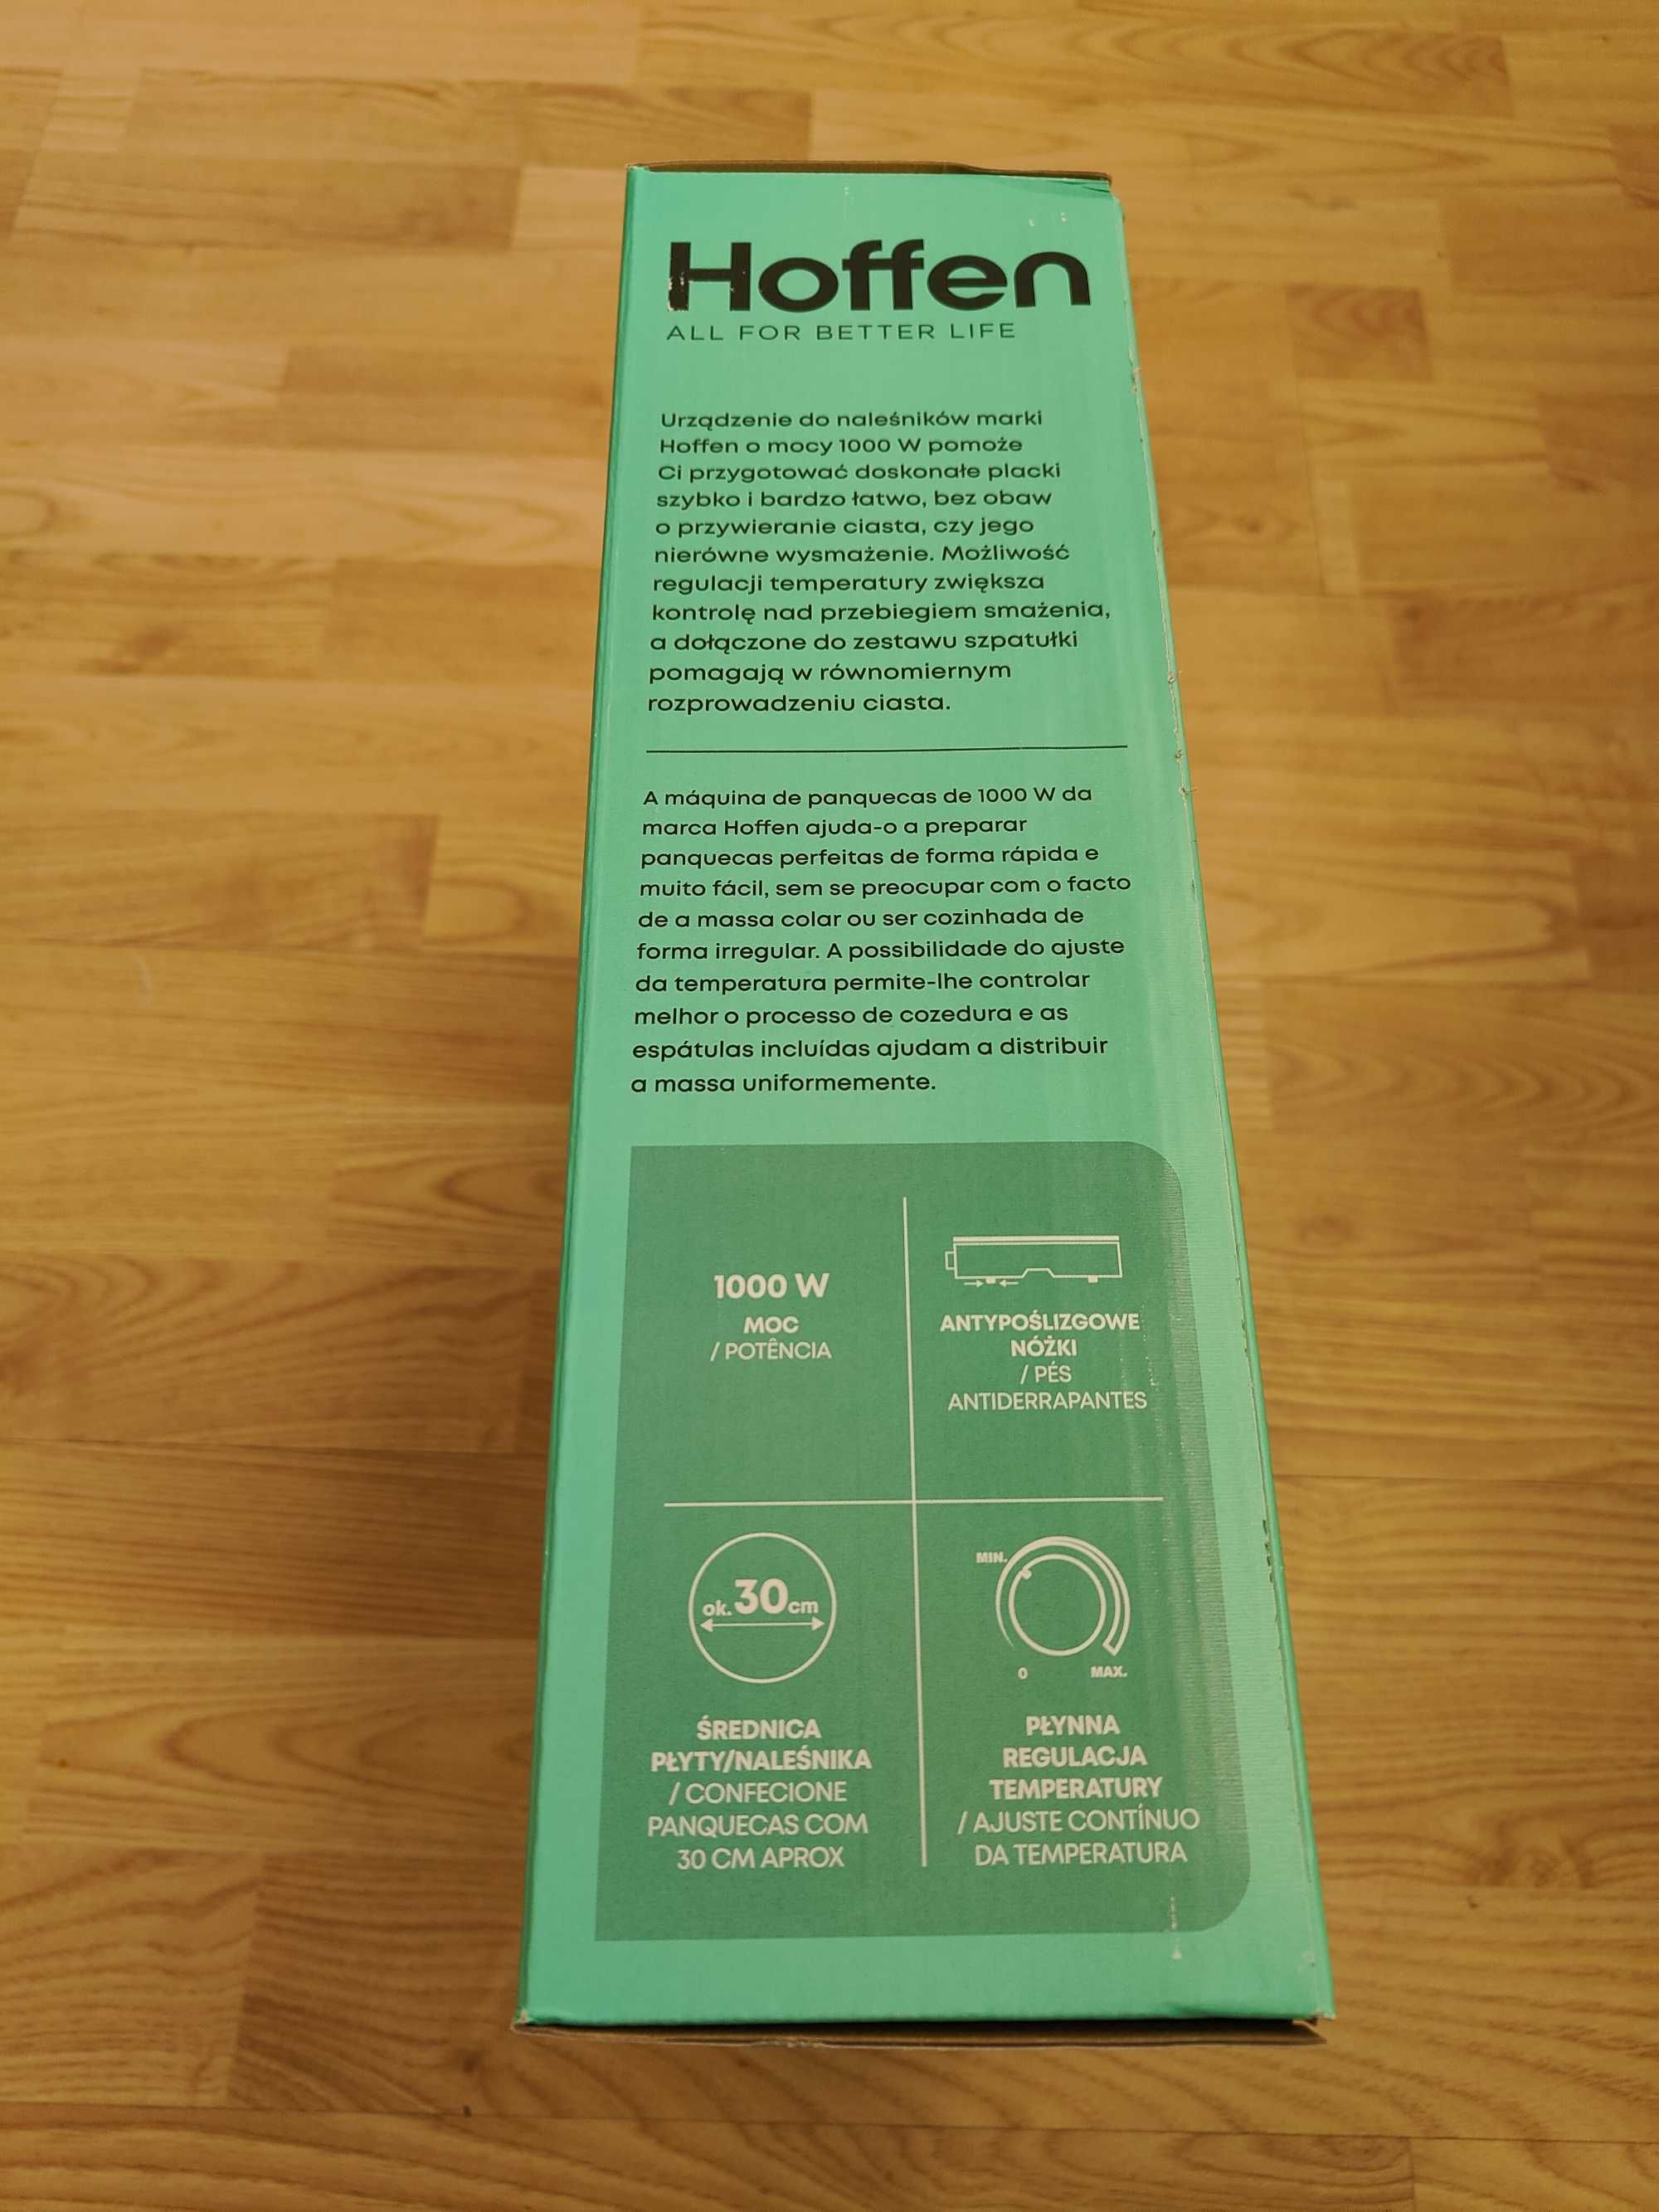 Hoffen
ALL FOR BETTER LIFE
Urządzenie do naleśników marki
Hoffen o mocy 1000 W pomoże
Ci przygotować doskonałe placki
szybko i bardzo łatwo, bez obaw
o przywieranie ciasta, czy jego
nierówne wysmażenie. Możliwość
regulacji temperatury zwiększa
kontrolę nad przebiegiem smażenia,
a dołączone do zestawu szpatułki
pomagają w równomiernym
rozprowadzeniu ciasta.
A máquina de panquecas de 1000 W da
marca Hoffen ajuda-o a preparar
panquecas perfeitas de forma rápida e
muito fácil, sem se preocupar com o facto
de a massa colar ou ser cozinhada de
forma irregular. A possibilidade do ajuste
da temperatura permite-lhe controlar
melhor o processo de cozedura e as
espátulas incluídas ajudam a distribuir
a massa uniformemente.
1000 W
MOC
/ POTÊNCIA
ANTYPOŚLIZGOWE
NÓŻKI
/ PÉS
ANTIDERRAPANTES
ok. 30 cm
ŚREDNICA
PŁYTY/NALEŚNIKA
/ CONFECIONE
PANQUECAS COM
30 CM APROX
MIN.
0 MAX.
PŁYNNA
REGULACJA
TEMPERATURY
/ AJUSTE CONTÍNUO
DA TEMPERATURA